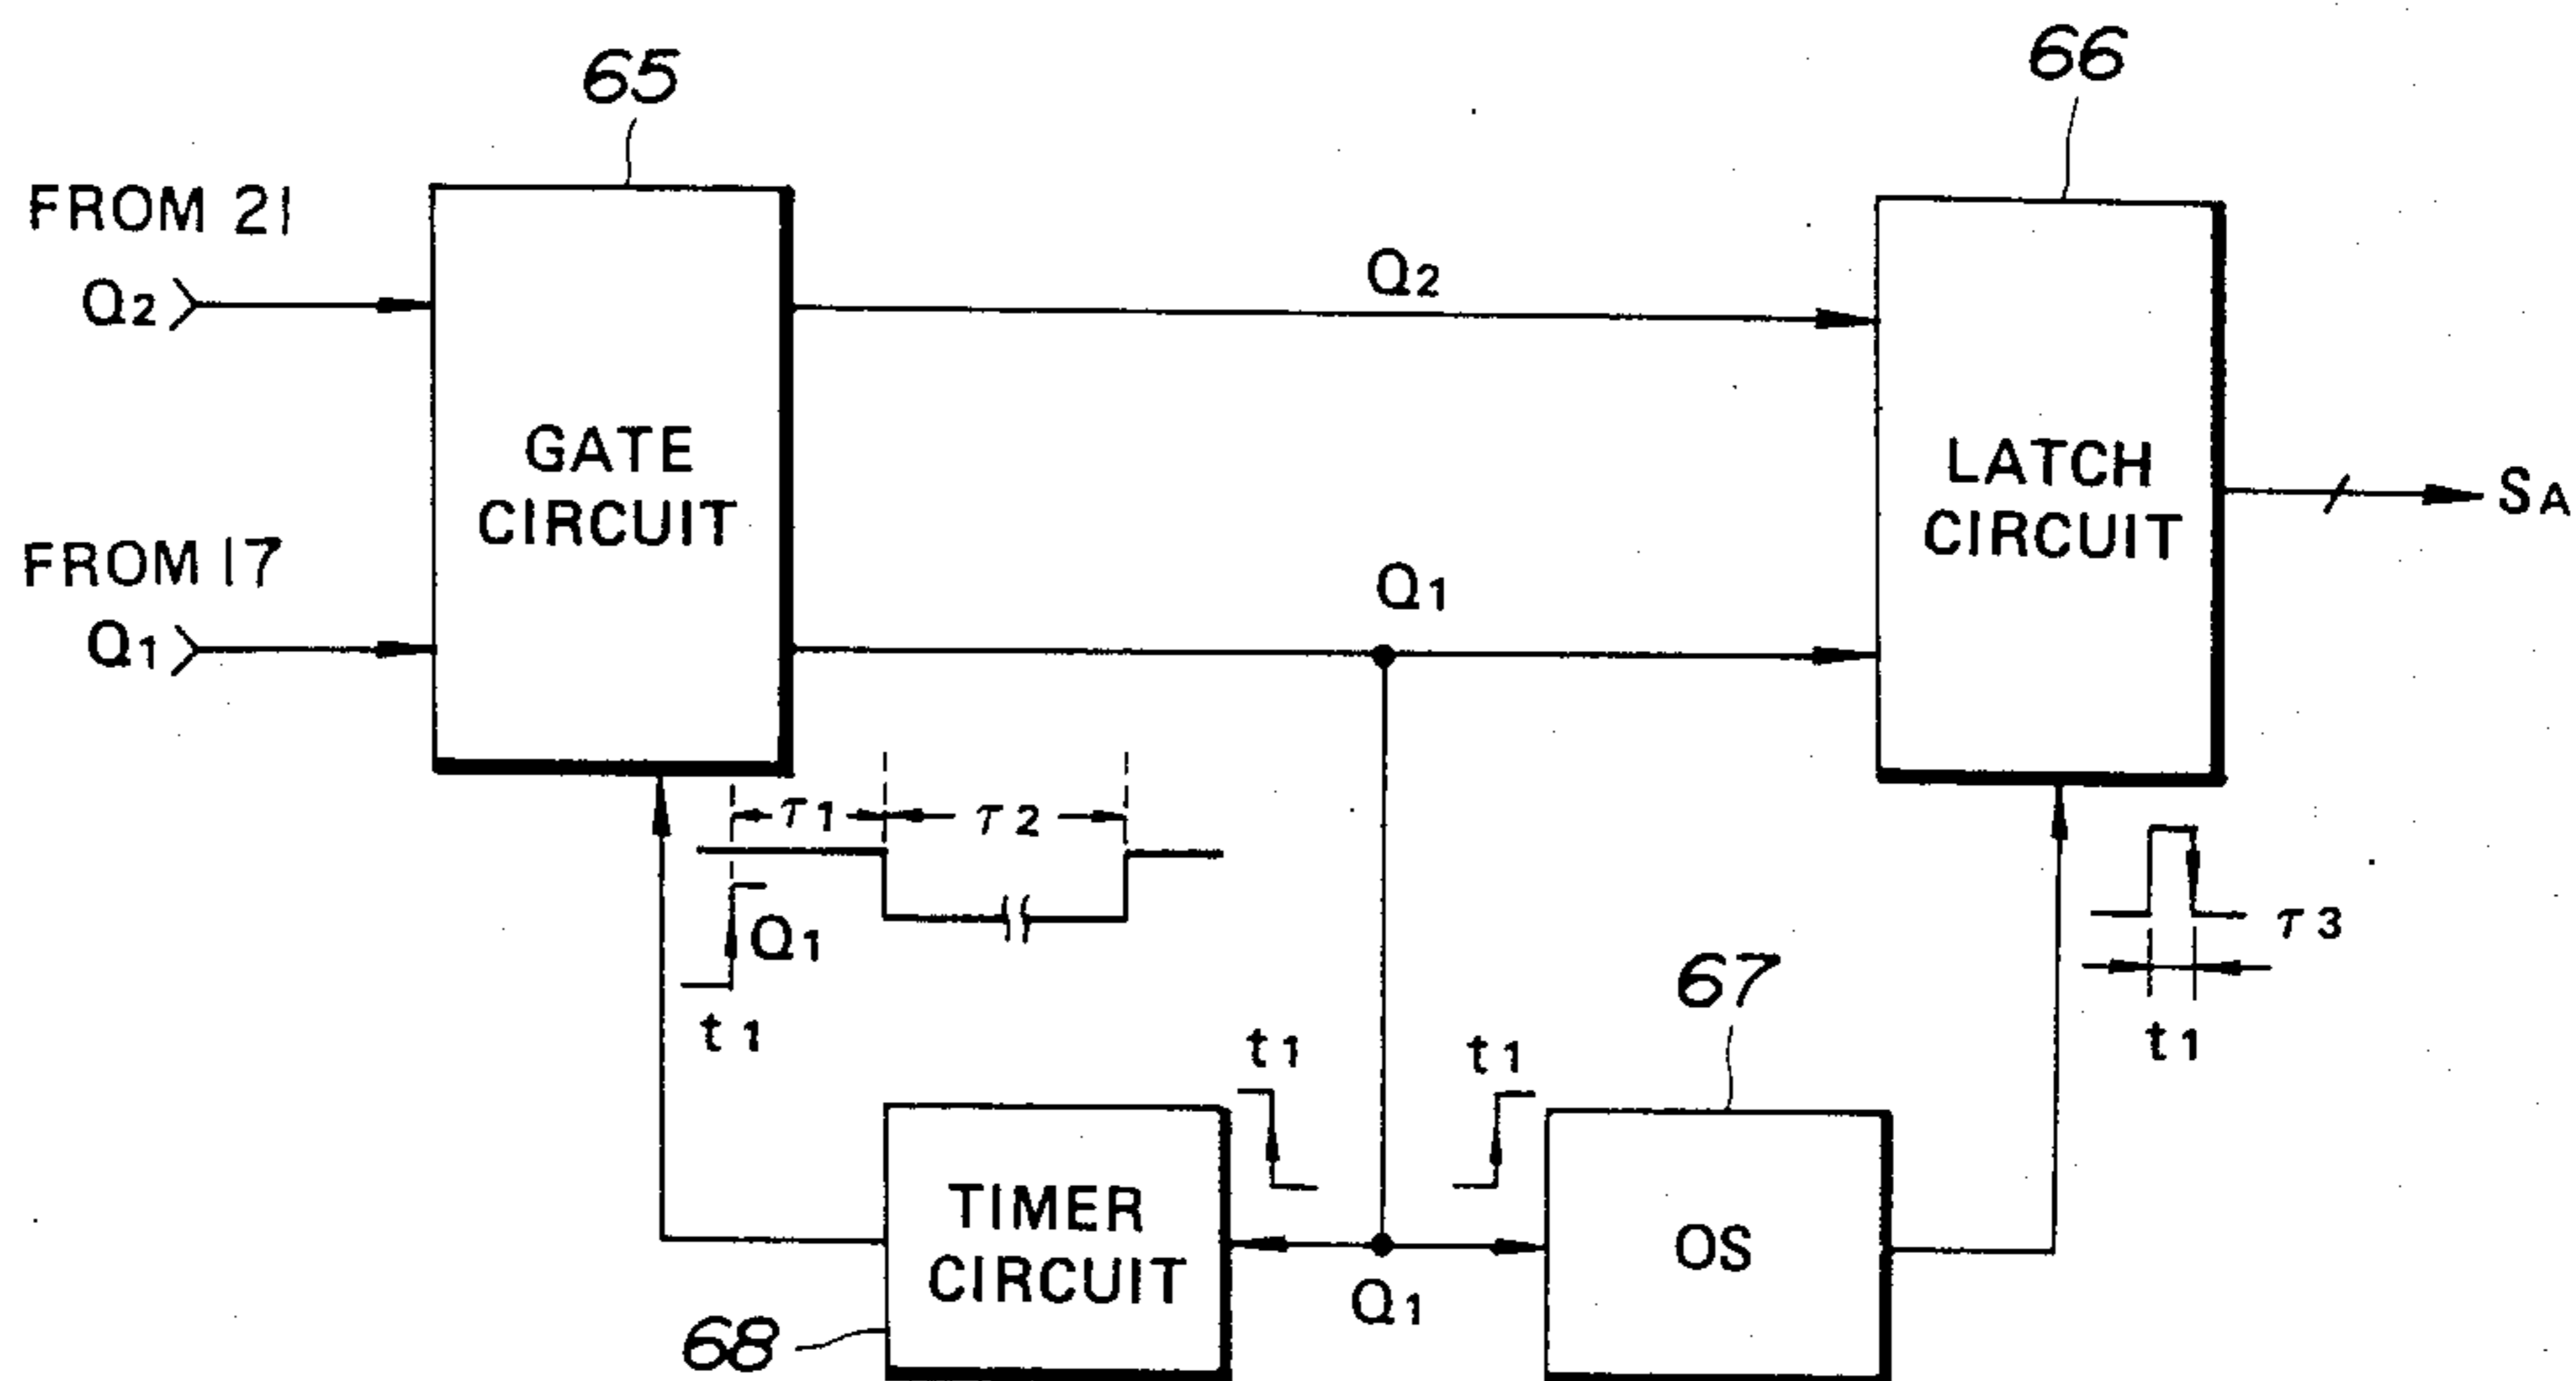 65
66
FROM 21
Q2
Q2
GATE
CIRCUIT
LATCH
CIRCUIT
SA
FROM 17
Q1
Q1
τ1
τ2
Q1
t1
τ3
t1
67
t1
t1
TIMER
CIRCUIT
OS
Q1
68